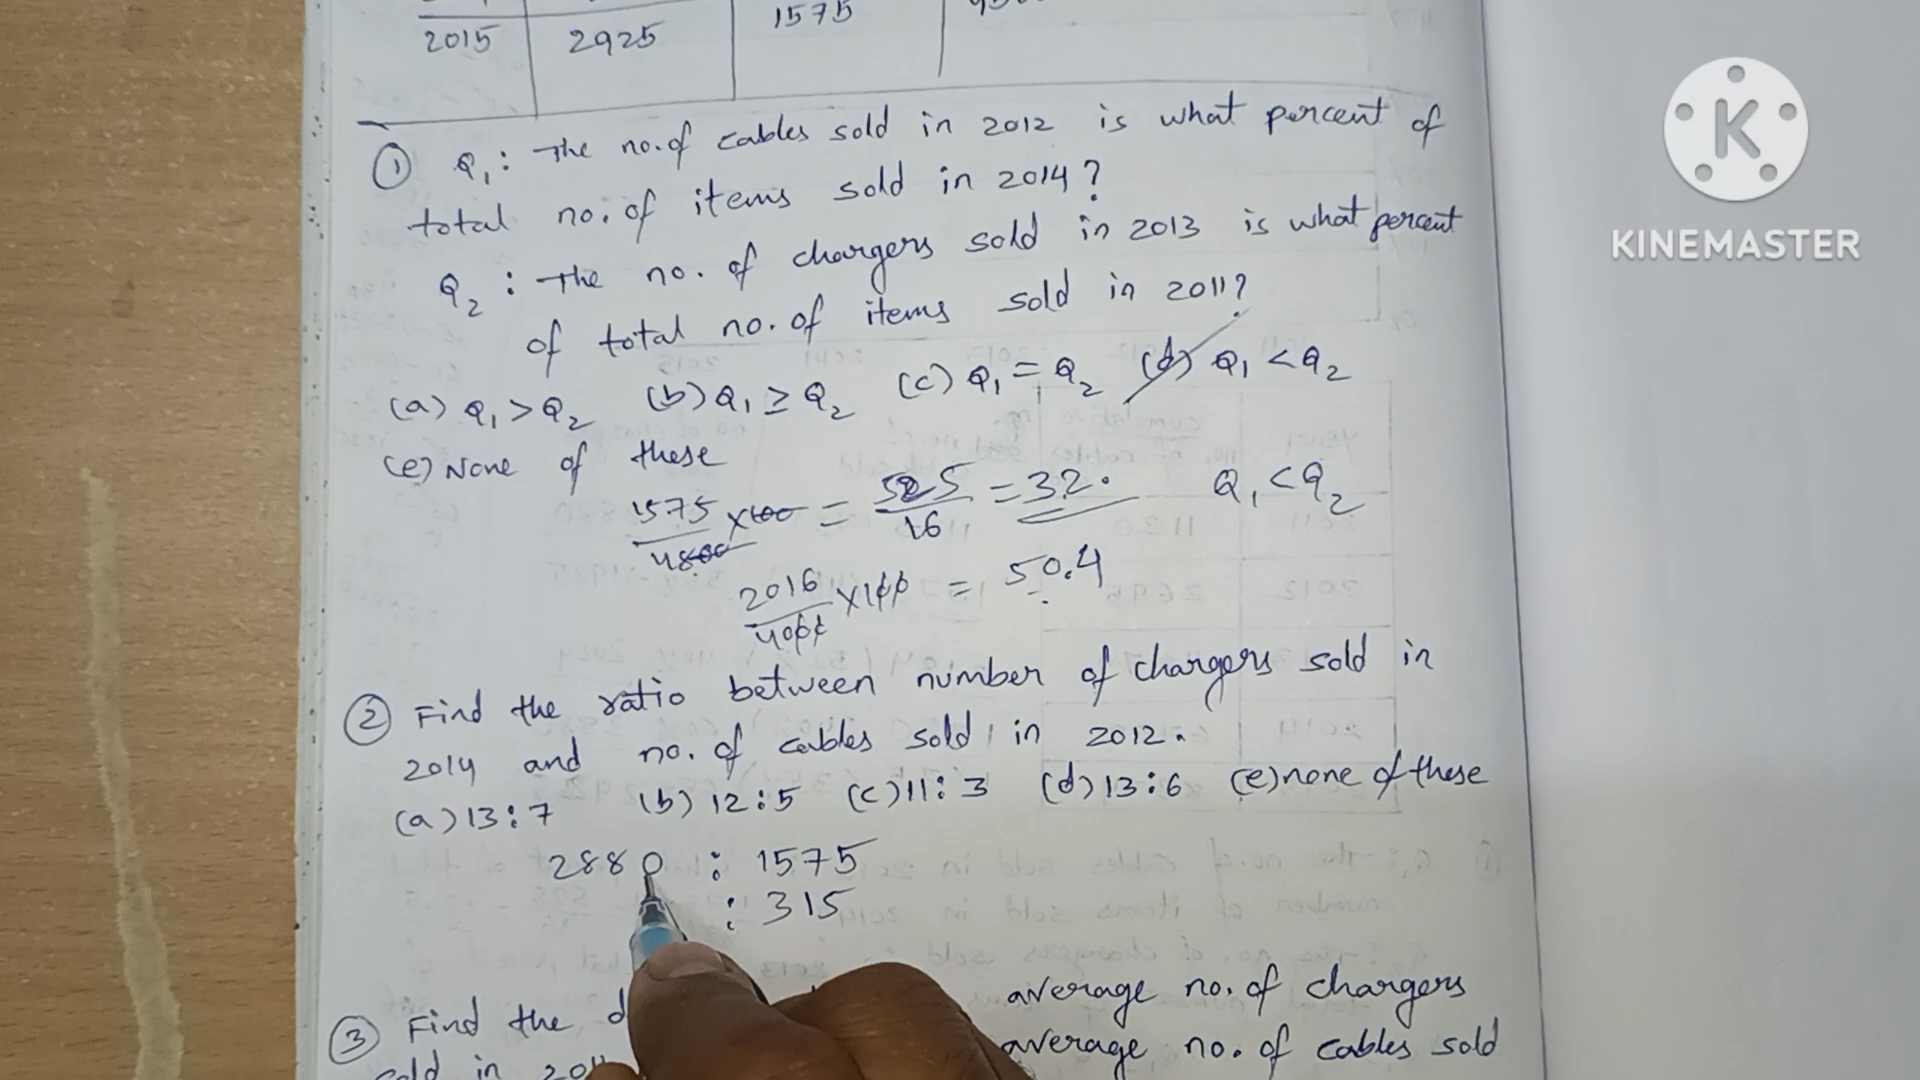 2015 2925 1575
① Q₁ : The no. of cables sold in 2012 is what percent of
total no. of items sold in 2014?
Q₂ : The no. of chargers sold in 2013 is what percent
of total no. of items sold in 2011?
(a) Q₁ > Q₂ (b) Q₁ ≥ Q₂ (c) Q₁ = Q₂ (d) Q₁ < Q₂
(e) None of these
1575/4800 ×100 = 525/16 = 32. Q₁ < Q₂
2016/4000 ×100 = 50.4
② Find the ratio between number of chargers sold in
2014 and no. of cables sold in 2012.
(a) 13:7 (b) 12:5 (c) 11:3 (d) 13:6 (e) none of these
2880 : 1575
: 315
③ Find the average no. of chargers
sold in average no. of cables sold
K
KINEMASTER